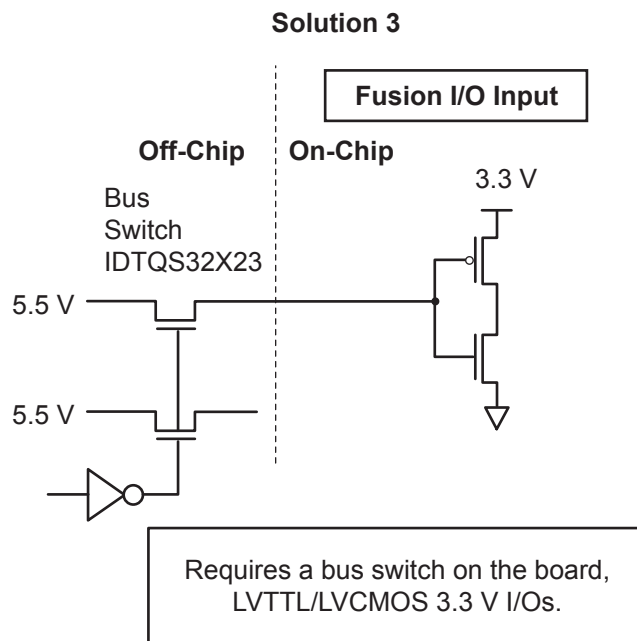 Solution 3
Fusion I/O Input
Off-Chip
On-Chip
3.3 V
Bus
Switch
IDTQS32X23
5.5 V
5.5 V
Requires a bus switch on the board,
LVTTL/LVCMOS 3.3 V I/Os.